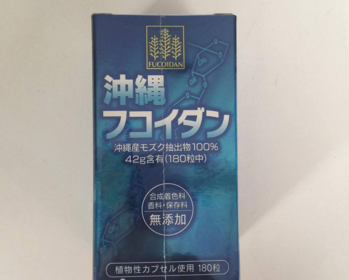 FUCOIDAN
沖縄
フコイダン
沖縄産モズク抽出物100%
42g含有(180粒中)
合成着色料
香料・保存料
無添加
植物性カプセル使用 180粒